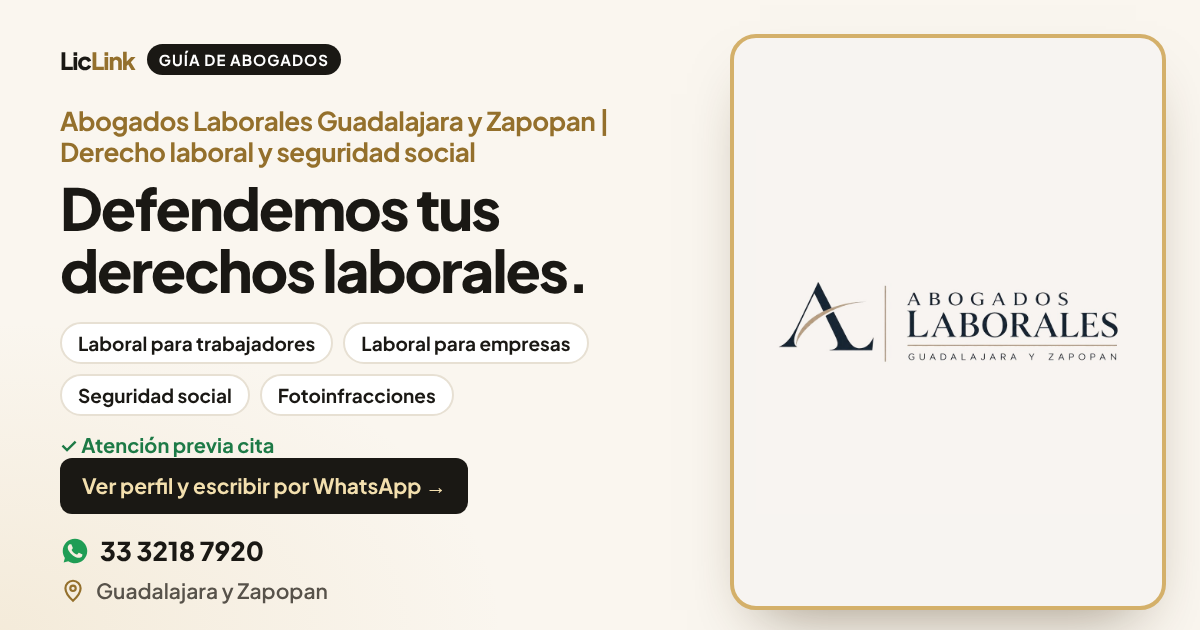 LicLink GUÍA DE ABOGADOS
Abogados Laborales Guadalajara y Zapopan |
Derecho laboral y seguridad social
Defendemos tus
derechos laborales.
Laboral para trabajadores Laboral para empresas
Seguridad social Fotoinfracciones
✓ Atención previa cita
Ver perfil y escribir por WhatsApp →
33 3218 7920
Guadalajara y Zapopan
AL
ABOGADOS
LABORALES
GUADALAJARA Y ZAPOPAN